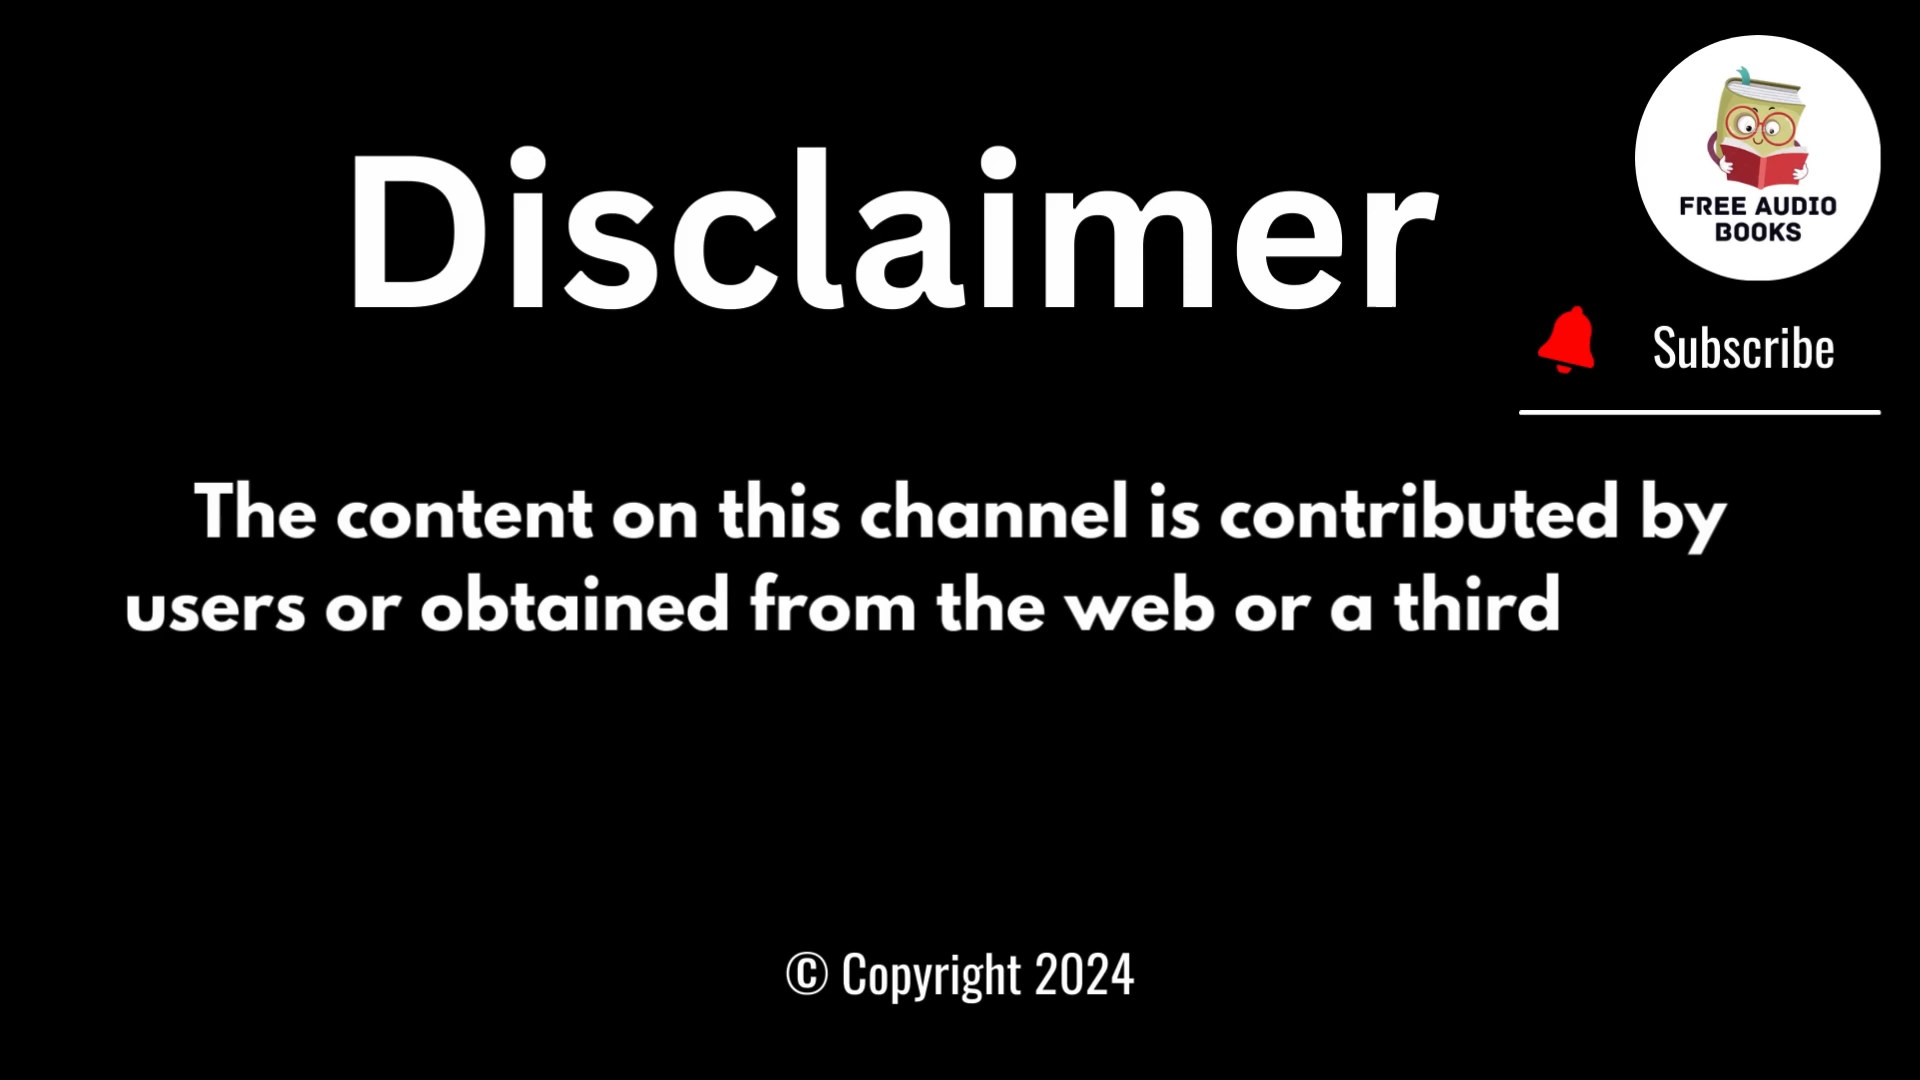 Disclaimer
FREE AUDIO
BOOKS
Subscribe
The content on this channel is contributed by
users or obtained from the web or a third
© Copyright 2024